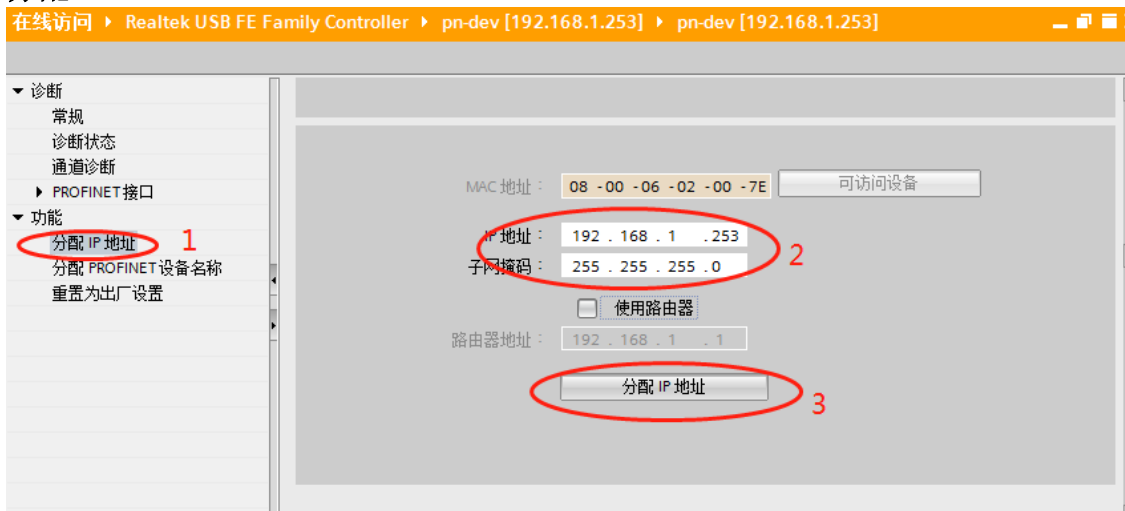 在线访问 ▸ Realtek USB FE Family Controller ▸ pn-dev [192.168.1.253] ▸ pn-dev [192.168.1.253]
诊断
常规
诊断状态
通道诊断
PROFINET接口
功能
分配 IP 地址 1
分配 PROFINET设备名称
重置为出厂设置
MAC 地址： 08 -00 -06 -02 -00 -7E 可访问设备
IP 地址： 192 . 168 . 1 .253
2
子网掩码： 255 . 255 . 255 .0
使用路由器
路由器地址： 192 . 168 . 1 . 1
分配 IP 地址
3